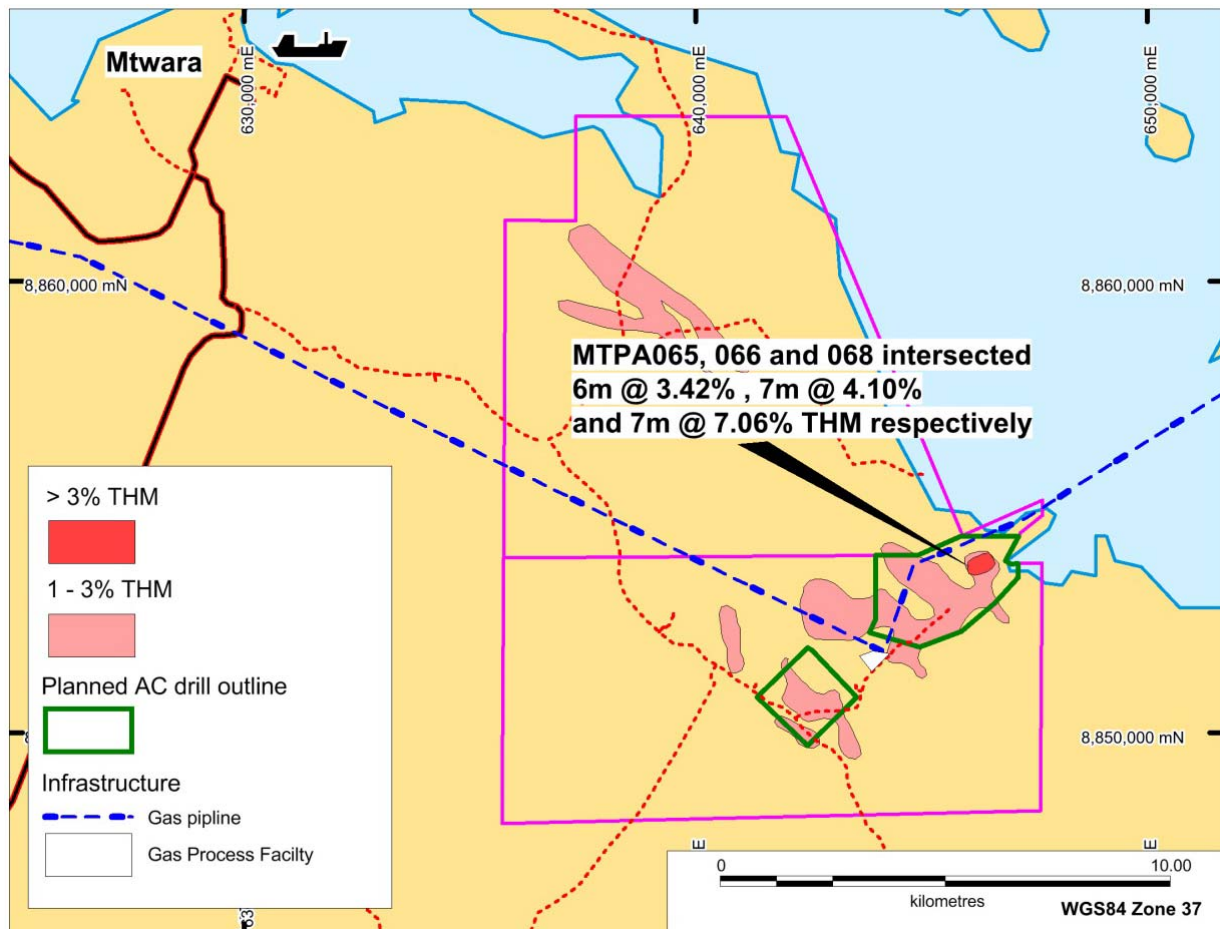 Mtwara
630,000 mE
640,000 mE
650,000 mE
8,860,000 mN
8,860,000 mN
MTPA065, 066 and 068 intersected
6m @ 3.42% , 7m @ 4.10%
and 7m @ 7.06% THM respectively
> 3% THM
1 - 3% THM
Planned AC drill outline
Infrastructure
Gas pipline
Gas Process Facilty
8,850,000 mN
0
10.00
kilometres
WGS84 Zone 37